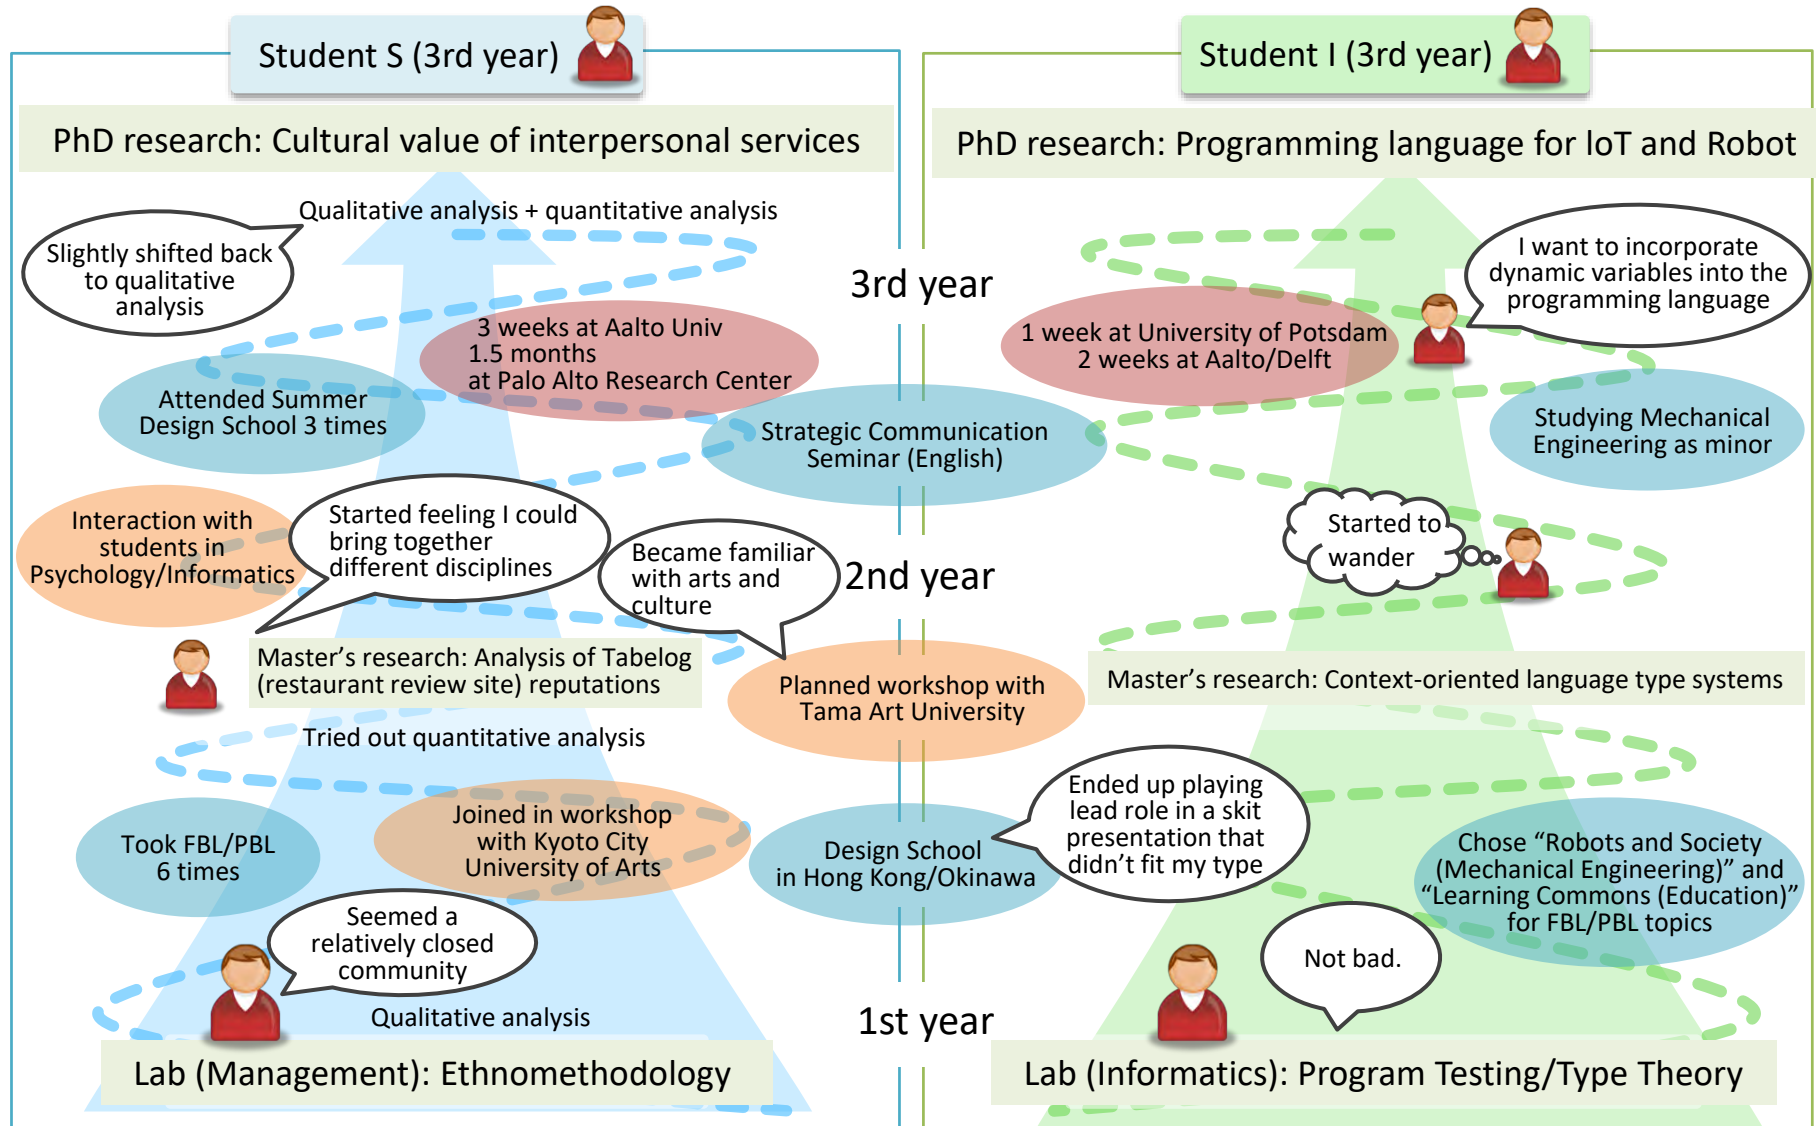 Student S (3rd year)
PhD research: Cultural value of interpersonal services
Qualitative analysis + quantitative analysis
Slightly shifted back
to qualitative
analysis
3 weeks at Aalto Univ
1.5 months
at Palo Alto Research Center
Attended Summer
Design School 3 times
Interaction with
students in
Psychology/Informatics
Started feeling I could
bring together
different disciplines
Became familiar
with arts and
culture
Master's research: Analysis of Tabelog
(restaurant review site) reputations
Tried out quantitative analysis
Took FBL/PBL
6 times
Joined in workshop
with Kyoto City
University of Arts
Seemed a
relatively closed
community
Qualitative analysis
Lab (Management): Ethnomethodology
3rd year
Strategic Communication
Seminar (English)
2nd year
Planned workshop with
Tama Art University
Design School
in Hong Kong/Okinawa
1st year
Student I (3rd year)
PhD research: Programming language for IoT and Robot
I want to incorporate
dynamic variables into the
programming language
1 week at University of Potsdam
2 weeks at Aalto/Delft
Studying Mechanical
Engineering as minor
Started to
wander
Master's research: Context-oriented language type systems
Ended up playing
lead role in a skit
presentation that
didn't fit my type
Chose “Robots and Society
(Mechanical Engineering)” and
“Learning Commons (Education)”
for FBL/PBL topics
Not bad.
Lab (Informatics): Program Testing/Type Theory